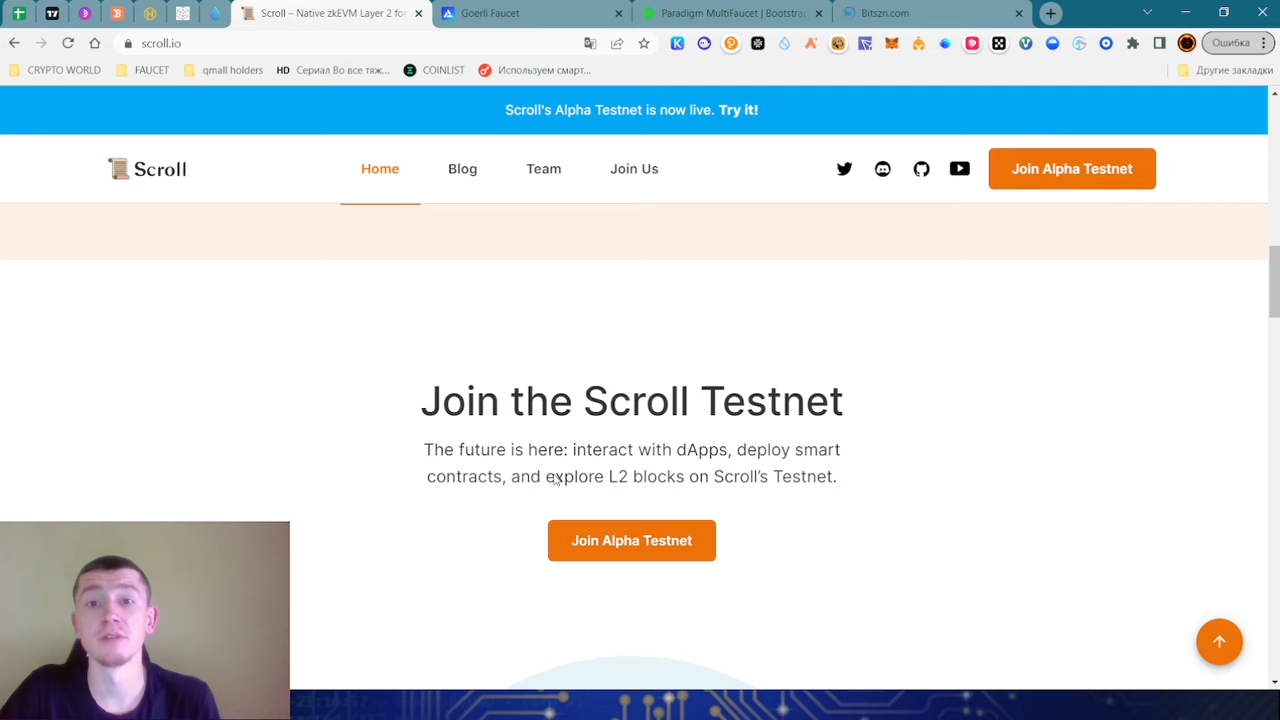 Scroll – Native zkEVM Layer 2 for
Goerli Faucet
Paradigm MultiFaucet | Bootstrap
Bitszn.com
scroll.io
Ошибка
CRYPTO WORLD
FAUCET
qmall holders
HD Сериал Во все тяж...
COINLIST
Используем смарт...
Другие закладки
Scroll's Alpha Testnet is now live. Try it!
Scroll
Home
Blog
Team
Join Us
Join Alpha Testnet
Join the Scroll Testnet
The future is here: interact with dApps, deploy smart
contracts, and explore L2 blocks on Scroll's Testnet.
Join Alpha Testnet